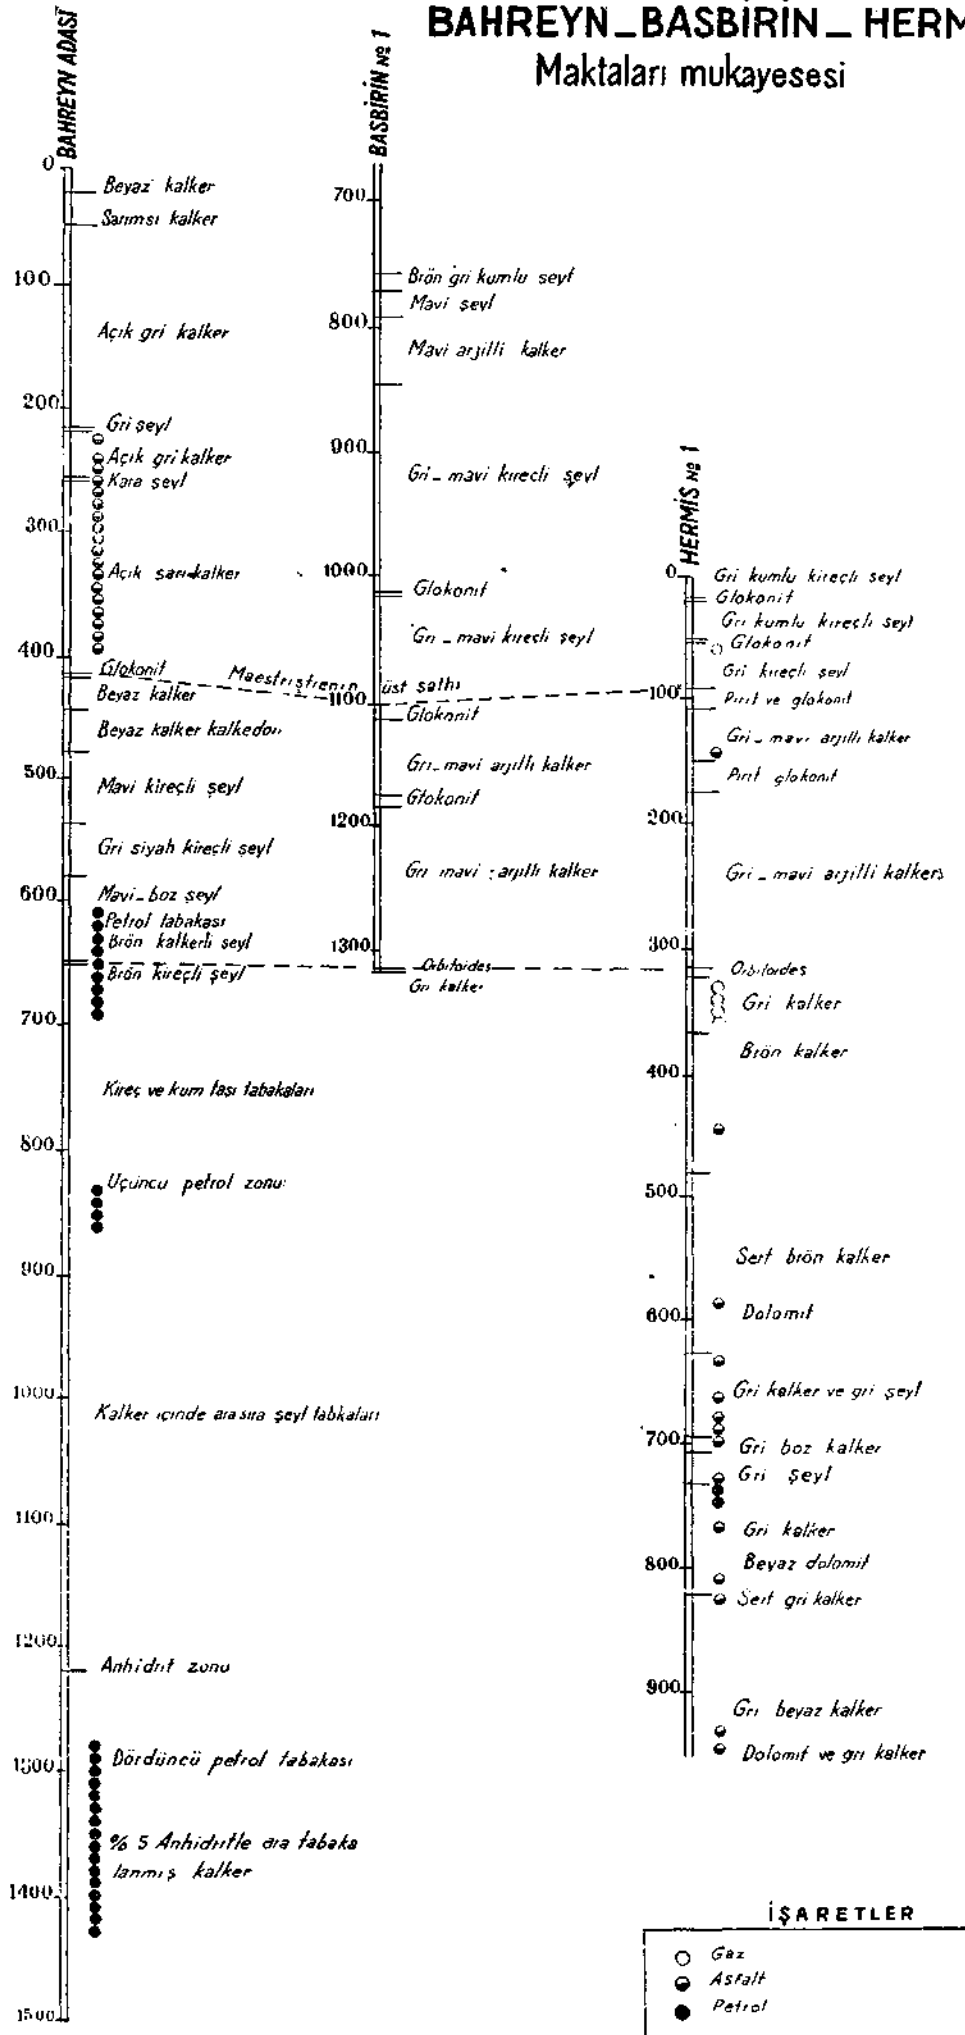 BAHREYN_BASBİRİN_HERM
Maktaları mukayesesi
BAHREYN ADASI
0
Beyaz kalker
Sarımsı kalker
100
Açık gri kalker
200
Gri şeyl
Açık gri kalker
Kara şeyl
300
Açık sarı kalker
400
Glokonit
Beyaz kalker
Beyaz kalker kalkedon
500
Mavi kireçli şeyl
Gri siyah kireçli şeyl
600
Mavi_boz şeyl
Petrol tabakası
Brön kalkerli şeyl
Brön kireçli şeyl
700
Kireç ve kum taşı tabakaları
800
Üçüncü petrol zonu
900
1000
Kalker içinde arasıra şeyl tabkaları
1100
1200
Anhidrit zonu
1300
Dördüncü petrol tabakası
% 5 Anhidritle ara tabaka
lanmış kalker
1400
1500
BASBİRİN № 1
700
Brön gri kumlu şeyl
Mavi şeyl
800
Mavi arjilli kalker
900
Gri_mavi kireçli şeyl
1000
Glokonit
Gri_mavi kireçli şeyl
Maestrištienin üst sathı
1100
Glokonit
Gri_mavi arjilli kalker
Glokonit
1200
Gri mavi arjilli kalker
1300
Orbitoides
Gri kalker
HERMİS № 1
0
Gri kumlu kireçli şeyl
Glokonit
Gri kumlu kireçli şeyl
Glokonit
Gri kireçli şeyl
100
Pirit ve glokonit
Gri_mavi arjilli kalker
Pirit glokonit
200
Gri_mavi arjilli kalkers
300
Orbitoides
Gri kalker
Brön kalker
400
500
Sert brön kalker
600
Dolomit
Gri kalker ve gri şeyl
700
Gri boz kalker
Gri şeyl
Gri kalker
Beyaz dolomit
800
Sert gri kalker
900
Gri beyaz kalker
Dolomit ve gri kalker
İŞARETLER
Gaz
Asfalt
Petrol